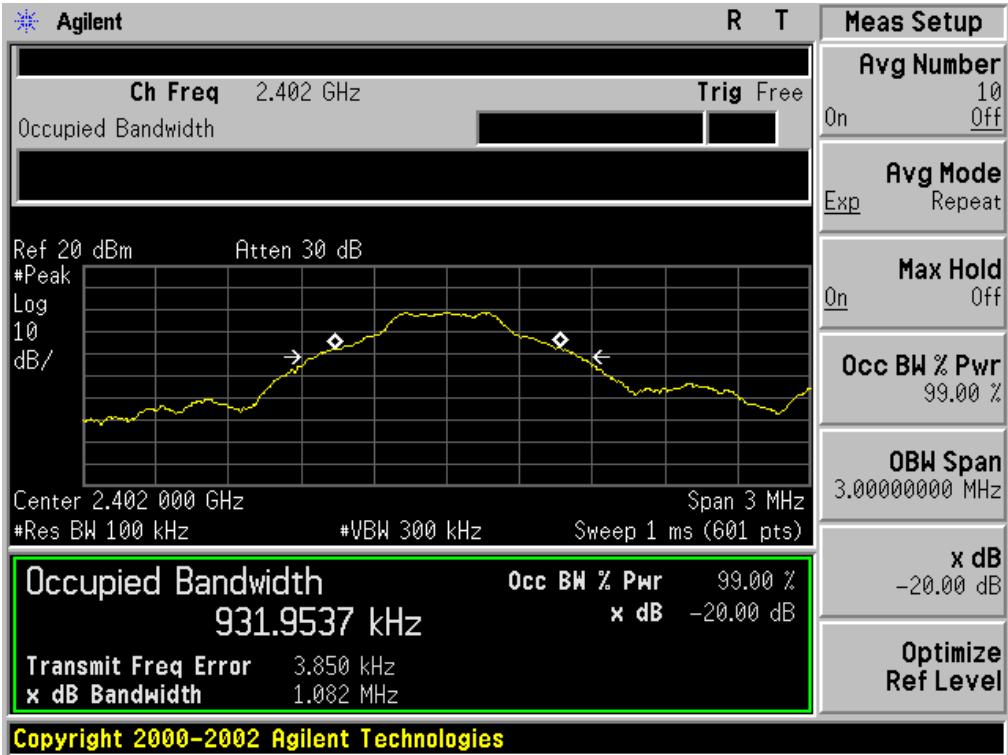 Agilent R T
Ch Freq 2.402 GHz Trig Free
Occupied Bandwidth
Ref 20 dBm Atten 30 dB
#Peak
Log
10
dB/
Center 2.402 000 GHz Span 3 MHz
#Res BW 100 kHz #VBW 300 kHz Sweep 1 ms (601 pts)
Occupied Bandwidth
931.9537 kHz
Occ BW % Pwr 99.00 %
x dB -20.00 dB
Transmit Freq Error 3.850 kHz
x dB Bandwidth 1.082 MHz
Copyright 2000-2002 Agilent Technologies
Meas Setup
Avg Number
10
On Off
Avg Mode
Exp Repeat
Max Hold
On Off
Occ BW % Pwr
99.00 %
OBW Span
3.00000000 MHz
x dB
-20.00 dB
Optimize
Ref Level